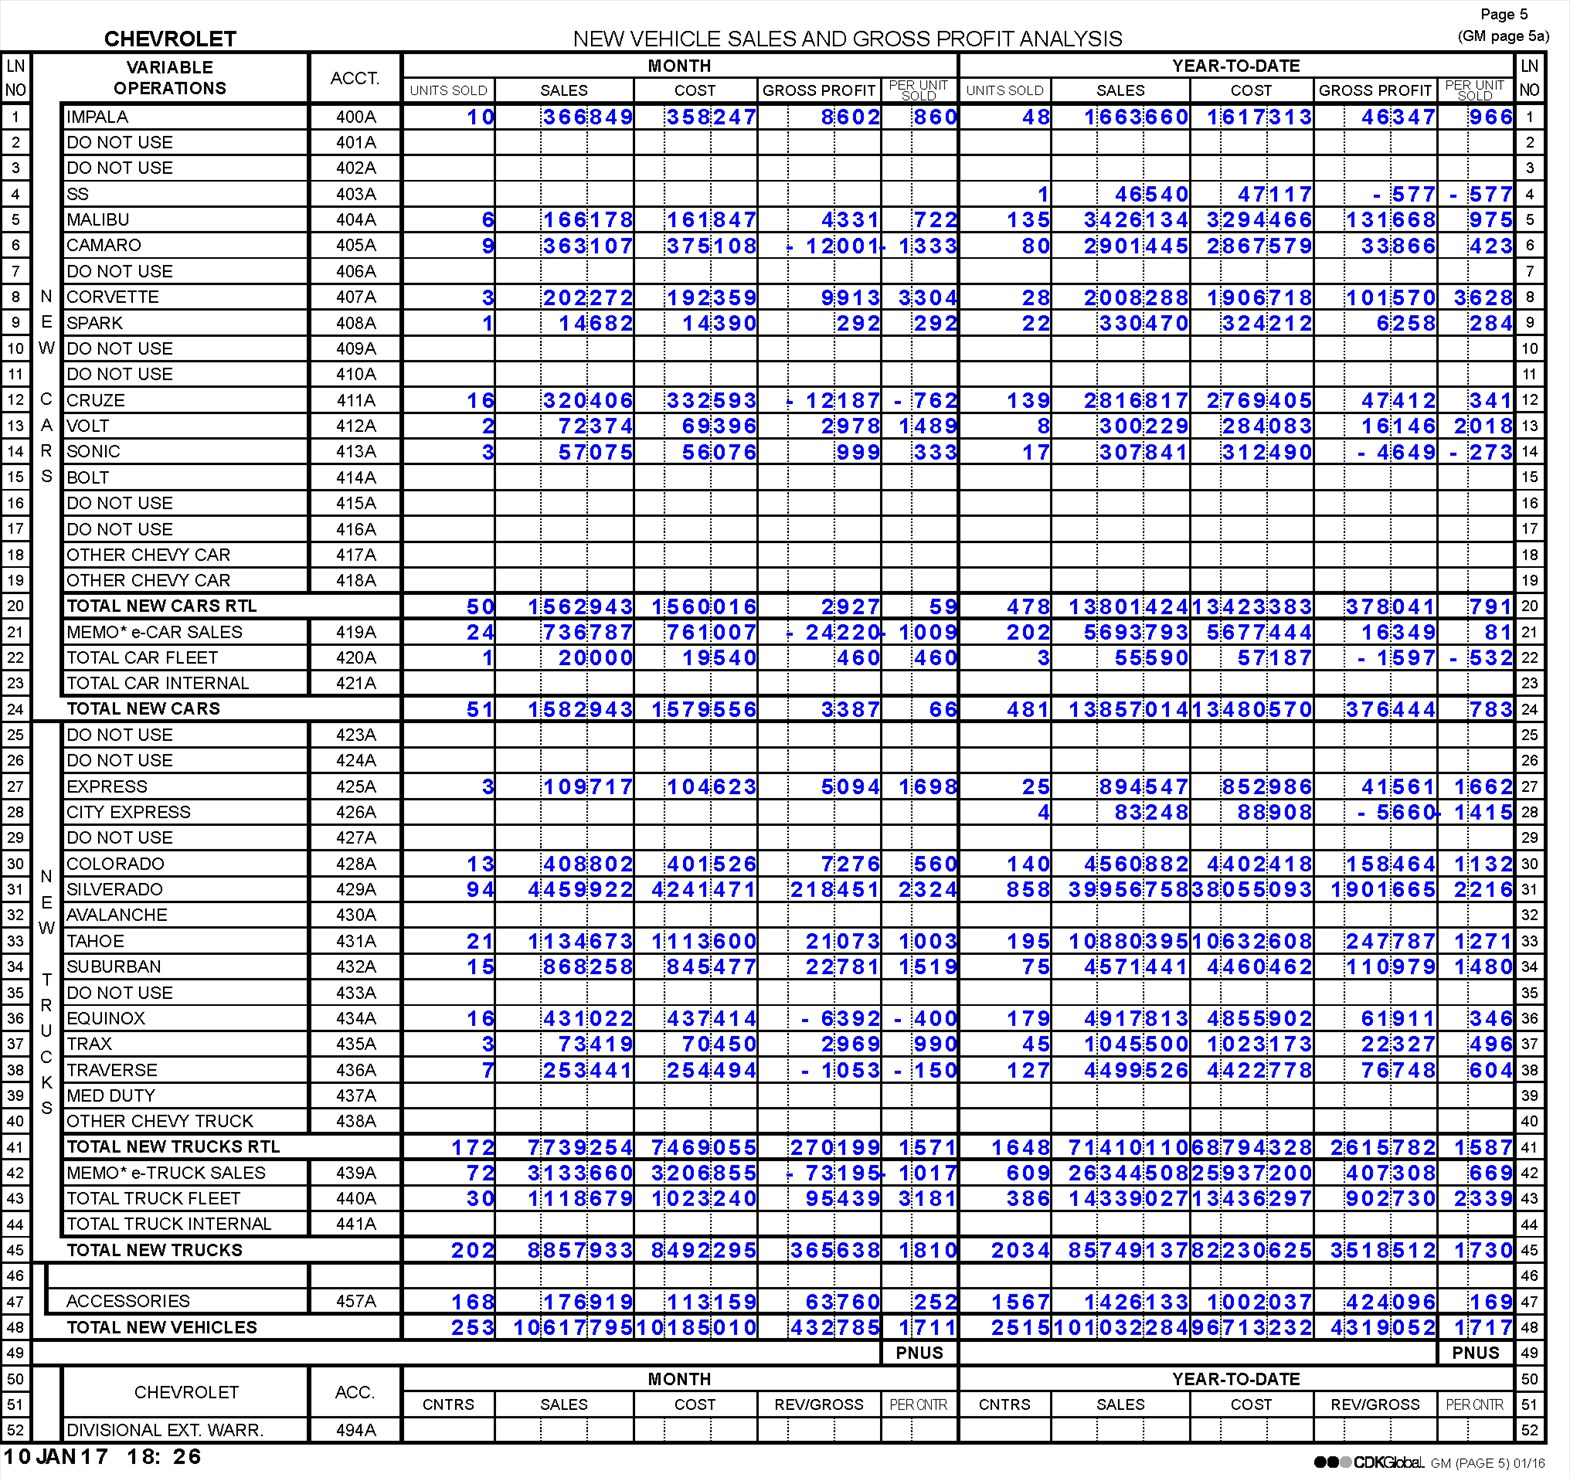 Page 5
CHEVROLET NEW VEHICLE SALES AND GROSS PROFIT ANALYSIS (GM page 5a)
LN NO VARIABLE OPERATIONS ACCT. MONTH YEAR-TO-DATE LN NO
UNITS SOLD SALES COST GROSS PROFIT PER UNIT SOLD UNITS SOLD SALES COST GROSS PROFIT PER UNIT SOLD
NEW CARS
1 IMPALA 400A 10 366849 358247 8602 860 48 1663660 1617313 46347 966 1
2 DO NOT USE 401A 2
3 DO NOT USE 402A 3
4 SS 403A 1 46540 47117 - 577 - 577 4
5 MALIBU 404A 6 166178 161847 4331 722 135 3426134 3294466 131668 975 5
6 CAMARO 405A 9 363107 375108 - 12001 - 1333 80 2901445 2867579 33866 423 6
7 DO NOT USE 406A 7
8 CORVETTE 407A 3 202272 192359 9913 3304 28 2008288 1906718 101570 3628 8
9 SPARK 408A 1 14682 14390 292 292 22 330470 324212 6258 284 9
10 DO NOT USE 409A 10
11 DO NOT USE 410A 11
12 CRUZE 411A 16 320406 332593 - 12187 - 762 139 2816817 2769405 47412 341 12
13 VOLT 412A 2 72374 69396 2978 1489 8 300229 284083 16146 2018 13
14 SONIC 413A 3 57075 56076 999 333 17 307841 312490 - 4649 - 273 14
15 BOLT 414A 15
16 DO NOT USE 415A 16
17 DO NOT USE 416A 17
18 OTHER CHEVY CAR 417A 18
19 OTHER CHEVY CAR 418A 19
20 TOTAL NEW CARS RTL 50 1562943 1560016 2927 59 478 13801424 13423383 378041 791 20
21 MEMO* e-CAR SALES 419A 24 736787 761007 - 24220 - 1009 202 5693793 5677444 16349 81 21
22 TOTAL CAR FLEET 420A 1 20000 19540 460 460 3 55590 57187 - 1597 - 532 22
23 TOTAL CAR INTERNAL 421A 23
24 TOTAL NEW CARS 51 1582943 1579556 3387 66 481 13857014 13480570 376444 783 24
NEW TRUCKS
25 DO NOT USE 423A 25
26 DO NOT USE 424A 26
27 EXPRESS 425A 3 109717 104623 5094 1698 25 894547 852986 41561 1662 27
28 CITY EXPRESS 426A 4 83248 88908 - 5660 - 1415 28
29 DO NOT USE 427A 29
30 COLORADO 428A 13 408802 401526 7276 560 140 4560882 4402418 158464 1132 30
31 SILVERADO 429A 94 4459922 4241471 218451 2324 858 39956758 38055093 1901665 2216 31
32 AVALANCHE 430A 32
33 TAHOE 431A 21 1134673 1113600 21073 1003 195 10880395 10632608 247787 1271 33
34 SUBURBAN 432A 15 868258 845477 22781 1519 75 4571441 4460462 110979 1480 34
35 DO NOT USE 433A 35
36 EQUINOX 434A 16 431022 437414 - 6392 - 400 179 4917813 4855902 61911 346 36
37 TRAX 435A 3 73419 70450 2969 990 45 1045500 1023173 22327 496 37
38 TRAVERSE 436A 7 253441 254494 - 1053 - 150 127 4499526 4422778 76748 604 38
39 MED DUTY 437A 39
40 OTHER CHEVY TRUCK 438A 40
41 TOTAL NEW TRUCKS RTL 172 7739254 7469055 270199 1571 1648 71410110 68794328 2615782 1587 41
42 MEMO* e-TRUCK SALES 439A 72 3133660 3206855 - 73195 - 1017 609 26344508 25937200 407308 669 42
43 TOTAL TRUCK FLEET 440A 30 1118679 1023240 95439 3181 386 14339027 13436297 902730 2339 43
44 TOTAL TRUCK INTERNAL 441A 44
45 TOTAL NEW TRUCKS 202 8857933 8492295 365638 1810 2034 85749137 82230625 3518512 1730 45
46 46
47 ACCESSORIES 457A 168 176919 113159 63760 252 1567 1426133 1002037 424096 169 47
48 TOTAL NEW VEHICLES 253 10617795 10185010 432785 1711 2515 101032284 96713232 4319052 1717 48
49 PNUS PNUS 49
50 CHEVROLET ACC. MONTH YEAR-TO-DATE 50
51 CNTRS SALES COST REV/GROSS PER CNTR CNTRS SALES COST REV/GROSS PER CNTR 51
52 DIVISIONAL EXT. WARR. 494A 52
10 JAN 17 18: 26
CDKGlobal. GM (PAGE 5) 01/16